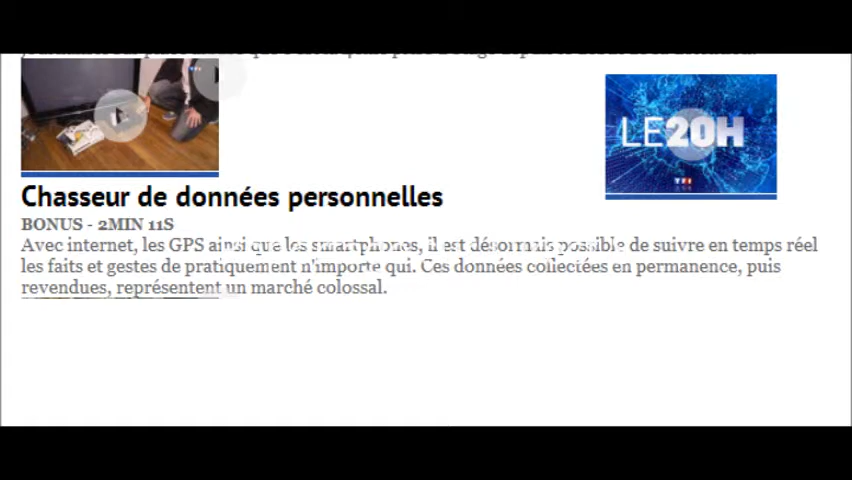 LE20H
TF1
Chasseur de données personnelles
BONUS - 2MIN 11S
Avec internet, les GPS ainsi que les smartphones, il est désormais possible de suivre en temps réel
les faits et gestes de pratiquement n'importe qui. Ces données collectées en permanence, puis
revendues, représentent un marché colossal.